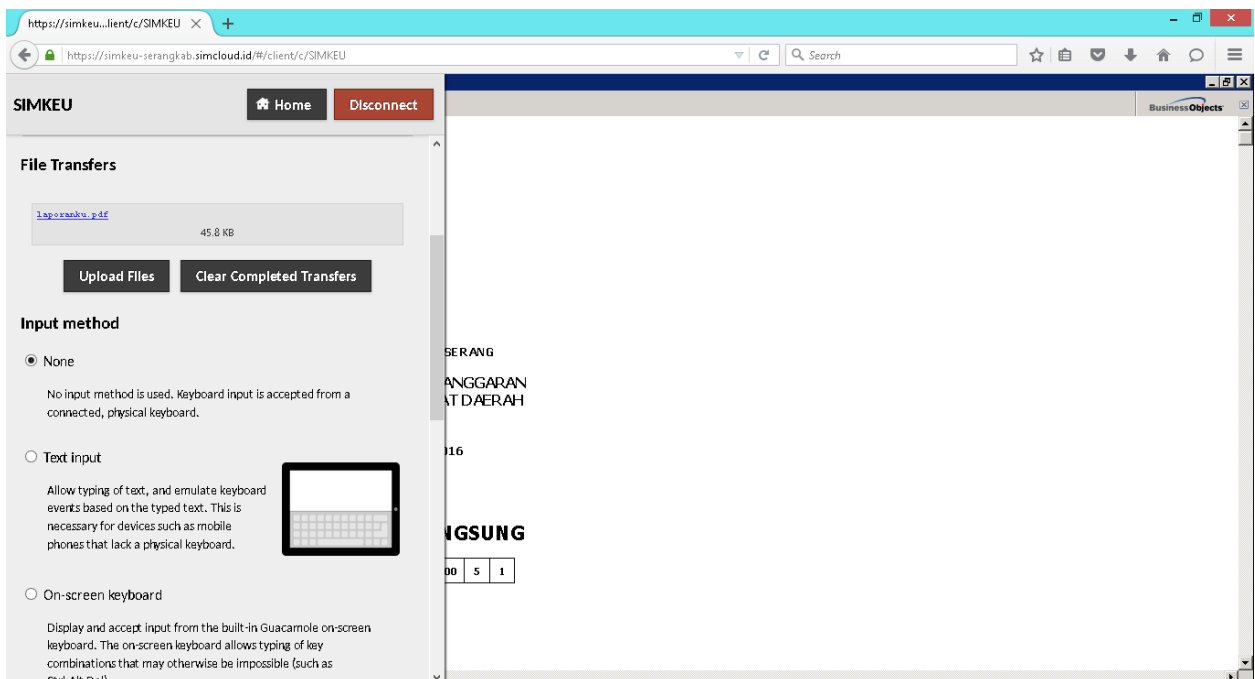 https://simkeu...lient/c/SIMKEU
https://simkeu-serangkab.simcloud.id/#/client/c/SIMKEU
Search
SIMKEU
Home
Disconnect
BusinessObjects
File Transfers
laporanku.pdf
45.8 KB
Upload Files
Clear Completed Transfers
Input method
None
No input method is used. Keyboard input is accepted from a
connected, physical keyboard.
Text input
Allow typing of text, and emulate keyboard
events based on the typed text. This is
necessary for devices such as mobile
phones that lack a physical keyboard.
On-screen keyboard
Display and accept input from the built-in Guacamole on-screen
keyboard. The on-screen keyboard allows typing of key
combinations that may otherwise be impossible (such as
Ctrl-Alt-Del).
SERANG
ANGGARAN
AT DAERAH
016
NGSUNG
00 5 1